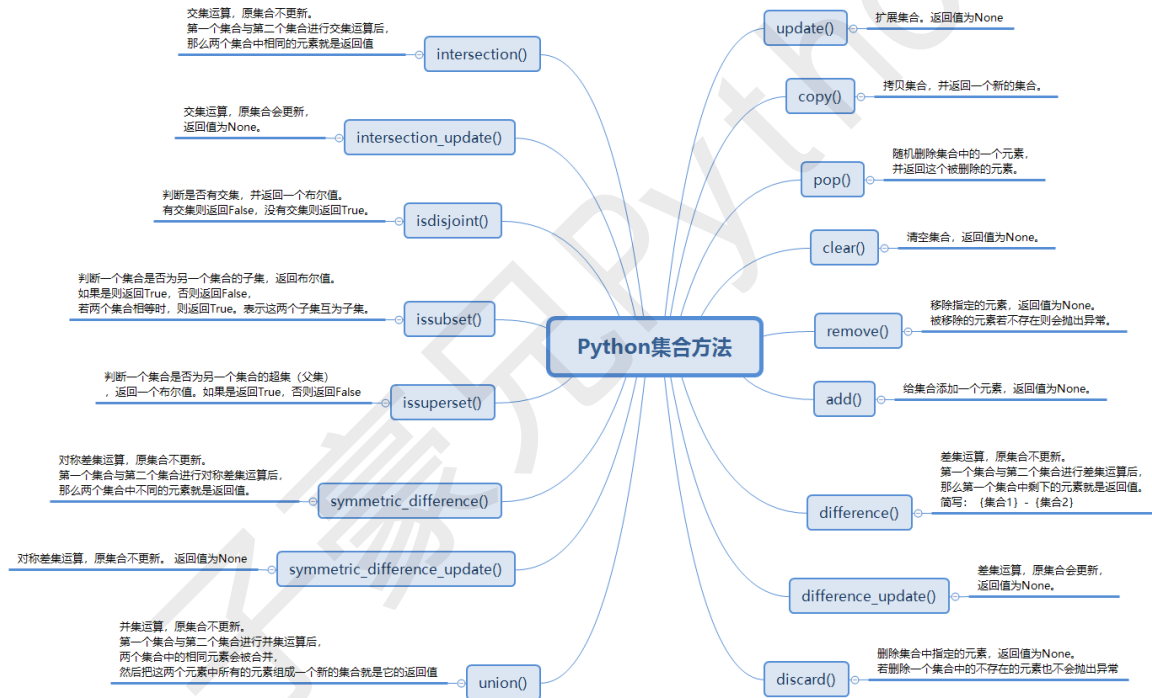 Python集合方法
交集运算，原集合不更新。
第一个集合与第二个集合进行交集运算后，
那么两个集合中相同的元素就是返回值
intersection()
交集运算，原集合会更新，
返回值为None。
intersection_update()
判断是否有交集，并返回一个布尔值。
有交集则返回False，没有交集则返回True。
isdisjoint()
判断一个集合是否为另一个集合的子集，返回布尔值。
如果是则返回True，否则返回False，
若两个集合相等时，则返回True。表示这两个子集互为子集。
issubset()
判断一个集合是否为另一个集合的超集（父集）
，返回一个布尔值。如果是返回True，否则返回False
issuperset()
对称差集运算，原集合不更新。
第一个集合与第二个集合进行对称差集运算后，
那么两个集合中不同的元素就是返回值。
symmetric_difference()
对称差集运算，原集合不更新。 返回值为None
symmetric_difference_update()
并集运算，原集合不更新。
第一个集合与第二个集合进行并集运算后，
两个集合中的相同元素会被合并，
然后把这两个元素中所有的元素组成一个新的集合就是它的返回值
union()
update()
扩展集合。返回值为None
copy()
拷贝集合，并返回一个新的集合。
pop()
随机删除集合中的一个元素，
并返回这个被删除的元素。
clear()
清空集合，返回值为None。
remove()
移除指定的元素，返回值为None。
被移除的元素若不存在则会抛出异常。
add()
给集合添加一个元素，返回值为None。
difference()
差集运算，原集合不更新。
第一个集合与第二个集合进行差集运算后，
那么第一个集合中剩下的元素就是返回值。
简写： {集合1} - {集合2}
difference_update()
差集运算，原集合会更新，
返回值为None。
discard()
删除集合中指定的元素，返回值为None。
若删除一个集合中的不存在的元素也不会抛出异常
子豪兄Pytho